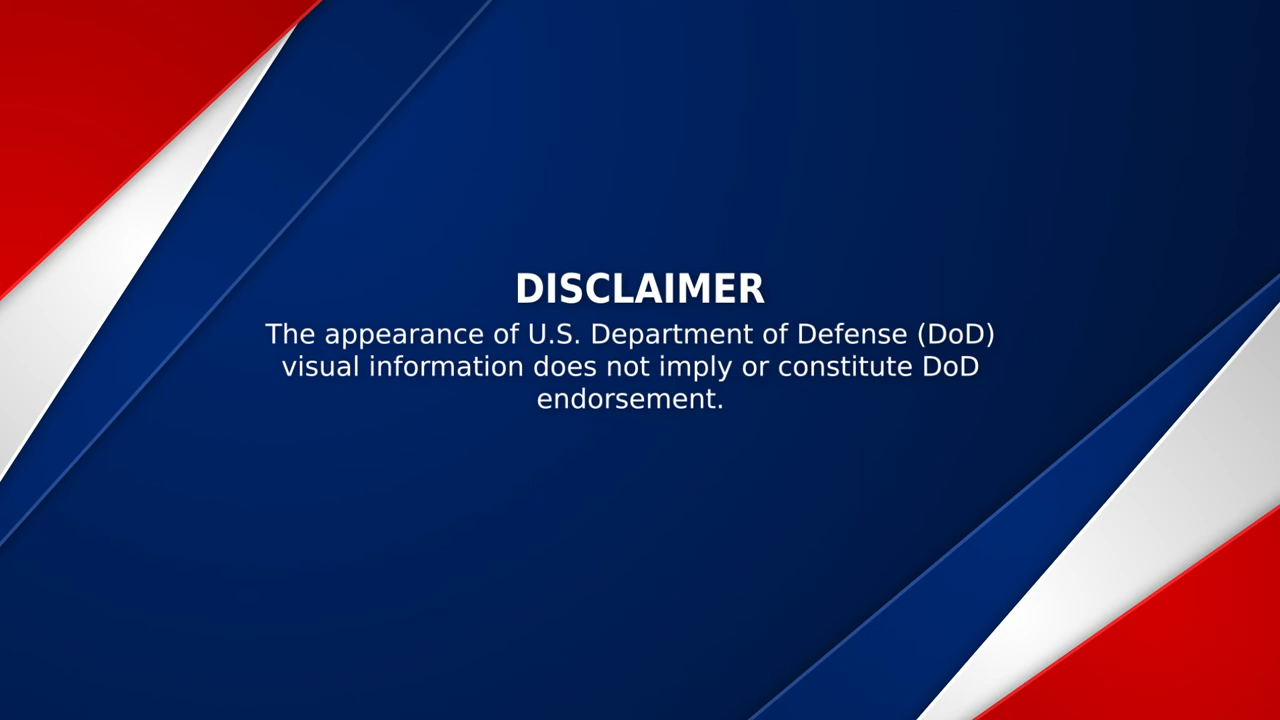 DISCLAIMER
The appearance of U.S. Department of Defense (DoD)
visual information does not imply or constitute DoD
endorsement.